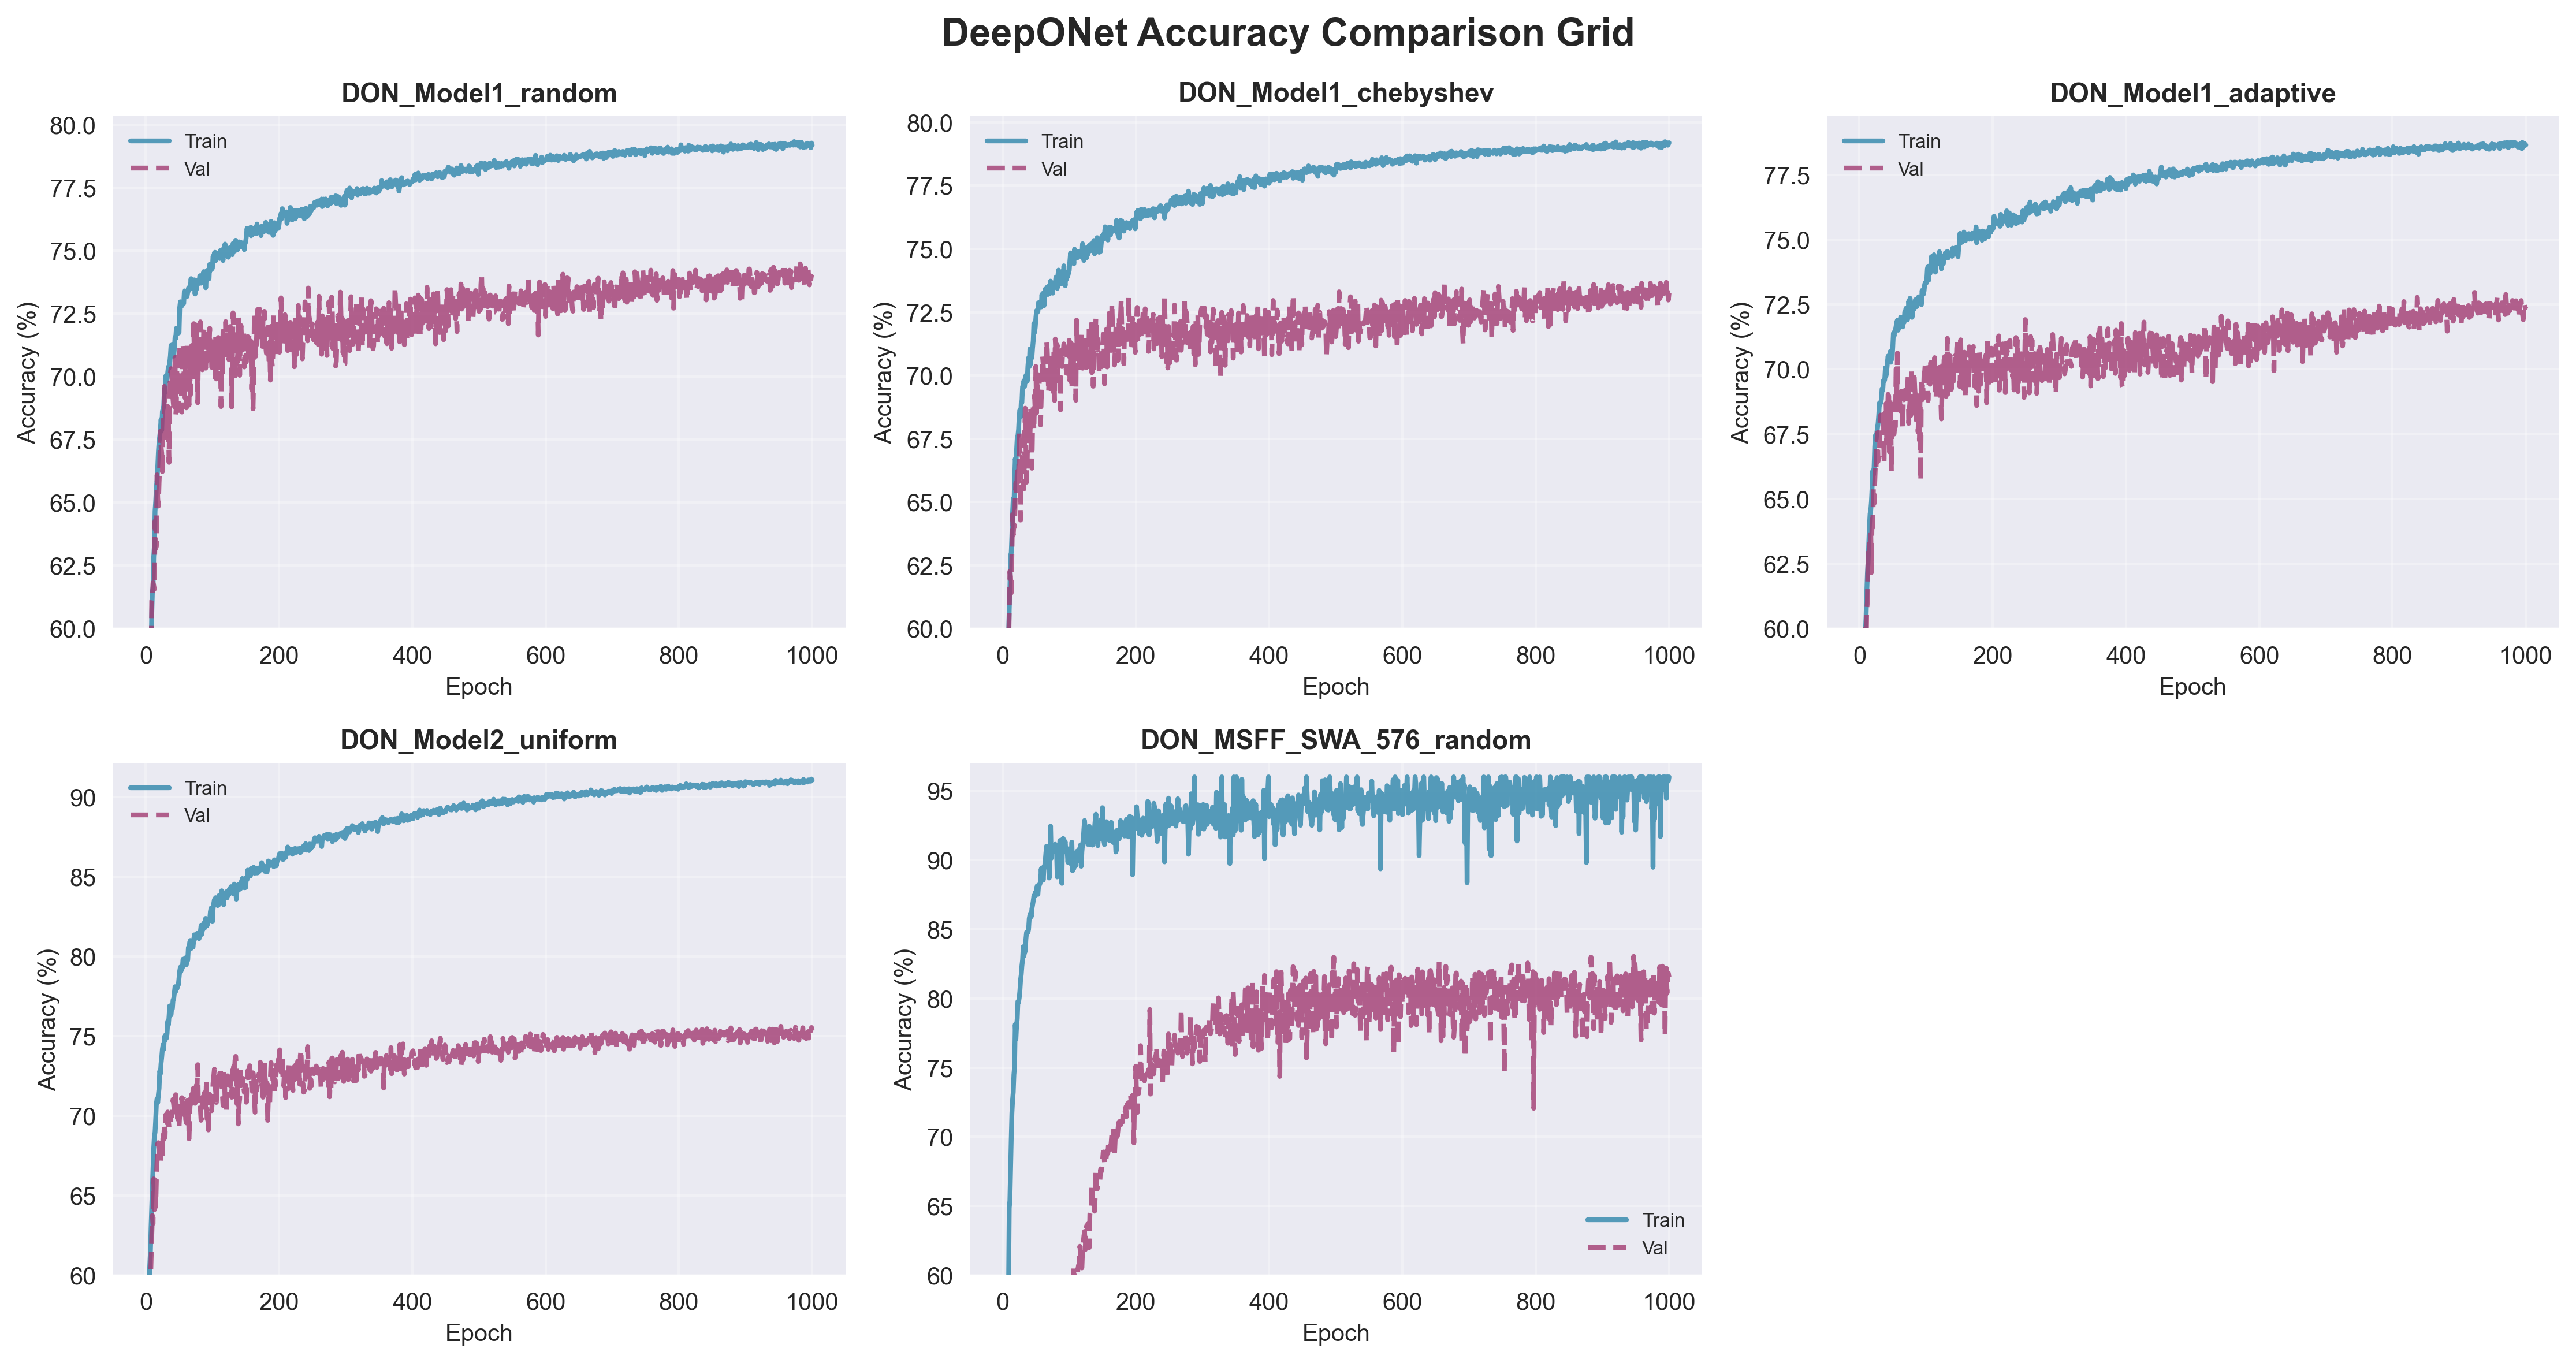 DeepONet Accuracy Comparison Grid
DON_Model1_random
80.0
77.5
75.0
72.5
70.0
67.5
65.0
62.5
60.0
Accuracy (%)
Train
Val
0 200 400 600 800 1000
Epoch
DON_Model1_chebyshev
80.0
77.5
75.0
72.5
70.0
67.5
65.0
62.5
60.0
Accuracy (%)
Train
Val
0 200 400 600 800 1000
Epoch
DON_Model1_adaptive
77.5
75.0
72.5
70.0
67.5
65.0
62.5
60.0
Accuracy (%)
Train
Val
0 200 400 600 800 1000
Epoch
DON_Model2_uniform
90
85
80
75
70
65
60
Accuracy (%)
Train
Val
0 200 400 600 800 1000
Epoch
DON_MSFF_SWA_576_random
95
90
85
80
75
70
65
60
Accuracy (%)
Train
Val
0 200 400 600 800 1000
Epoch